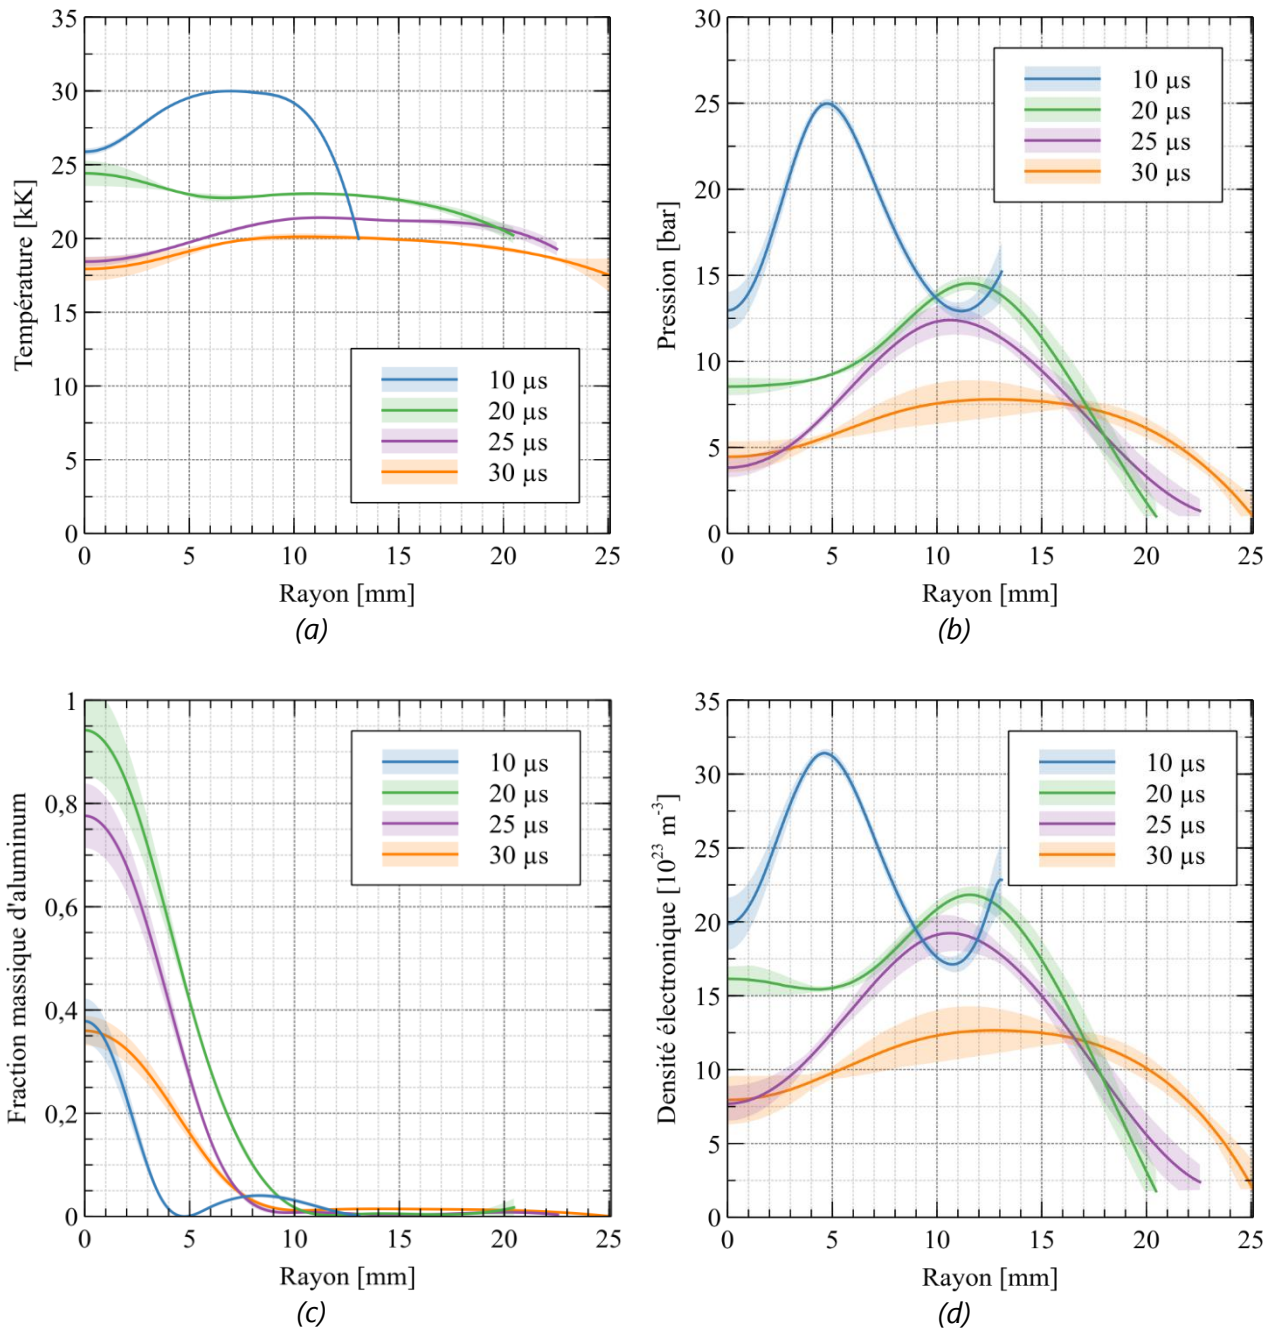 35
30
25
20
15
10
5
0
Température [kK]
10 µs
20 µs
25 µs
30 µs
0 5 10 15 20 25
Rayon [mm]
(a)
30
25
20
15
10
5
0
Pression [bar]
10 µs
20 µs
25 µs
30 µs
0 5 10 15 20 25
Rayon [mm]
(b)
1
0,8
0,6
0,4
0,2
0
Fraction massique d'aluminum
10 µs
20 µs
25 µs
30 µs
0 5 10 15 20 25
Rayon [mm]
(c)
35
30
25
20
15
10
5
0
Densité électronique [10²³ m⁻³]
10 µs
20 µs
25 µs
30 µs
0 5 10 15 20 25
Rayon [mm]
(d)